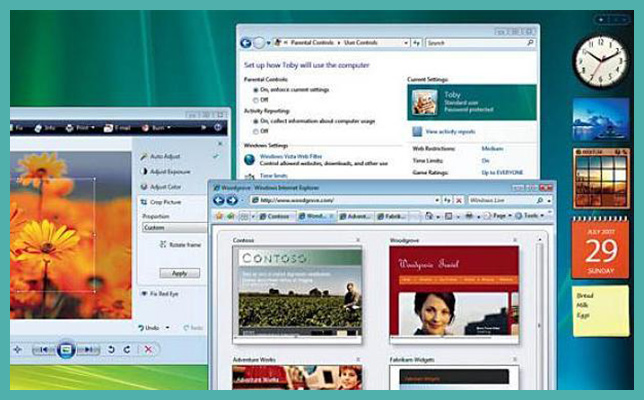 Parental Controls ▸ User Controls
Search
Set up how Toby will use the computer
Parental Controls:
On, enforce current settings
Off
Activity Reporting:
On, collect information about computer usage
Off
Windows Settings
Windows Vista Web Filter
Control allowed websites, downloads, and other use
Time limits
Current Settings:
Toby
Standard user
Password protected
View activity reports
Web Restrictions: Medium
Time Limits: On
Game Ratings: Up to EVERYONE
Fix Info Print E-mail Burn
Auto Adjust
Adjust Exposure
Adjust Color
Crop Picture
Proportion
Custom
Rotate frame
Apply
Fix Red Eye
Undo Redo
Woodgrove - Windows Internet Explorer
http://www.woodgrove.com/
Windows Live
Contoso Wood... Advent... Fabrik...
Page Tools
Contoso
CONTOSO
Woodgrove
Woodgrove Travel
Adventure Works
Adventure Works
Fabrikam Widgets
JULY 2007
29
SUNDAY
Bread
Milk
Eggs